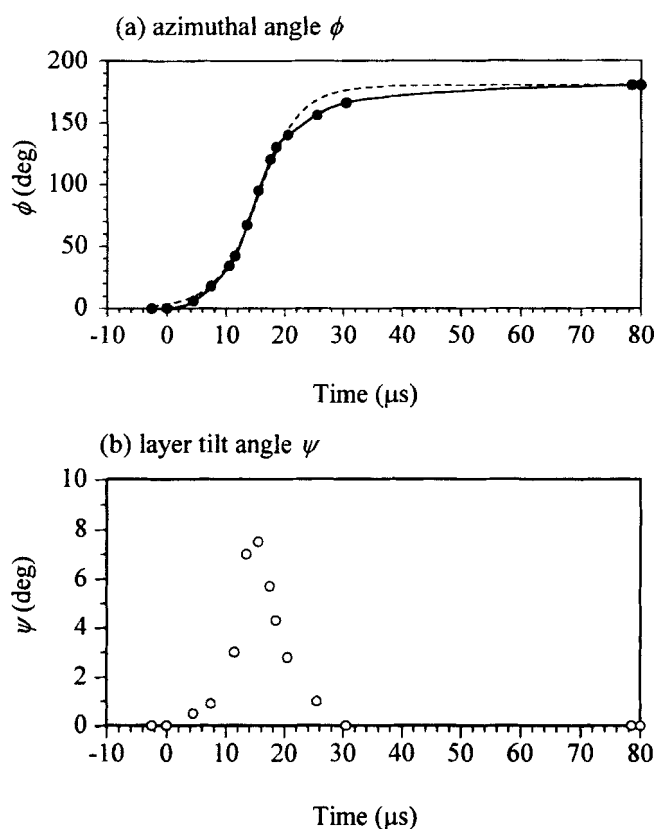 (a) azimuthal angle ϕ
200
150
100
50
0
ϕ (deg)
-10 0 10 20 30 40 50 60 70 80
Time (μs)
(b) layer tilt angle ψ
10
8
6
4
2
0
ψ (deg)
-10 0 10 20 30 40 50 60 70 80
Time (μs)